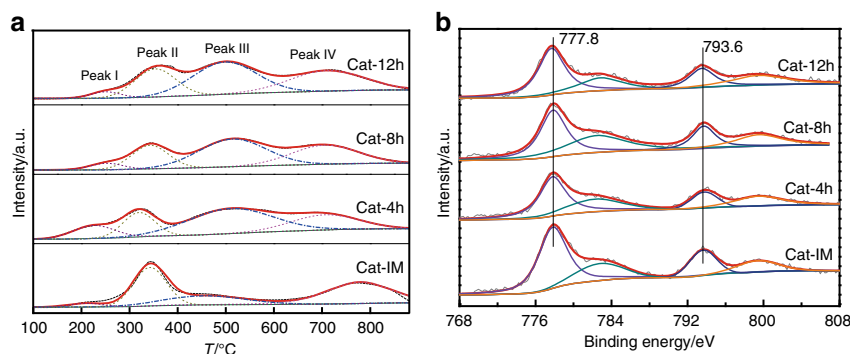 a
Peak I
Peak II
Peak III
Peak IV
Cat-12h
Cat-8h
Cat-4h
Cat-IM
Intensity/a.u.
100 200 300 400 500 600 700 800
T/°C
b
777.8
793.6
Cat-12h
Cat-8h
Cat-4h
Cat-IM
Intensity/a.u.
768 776 784 792 800 808
Binding energy/eV